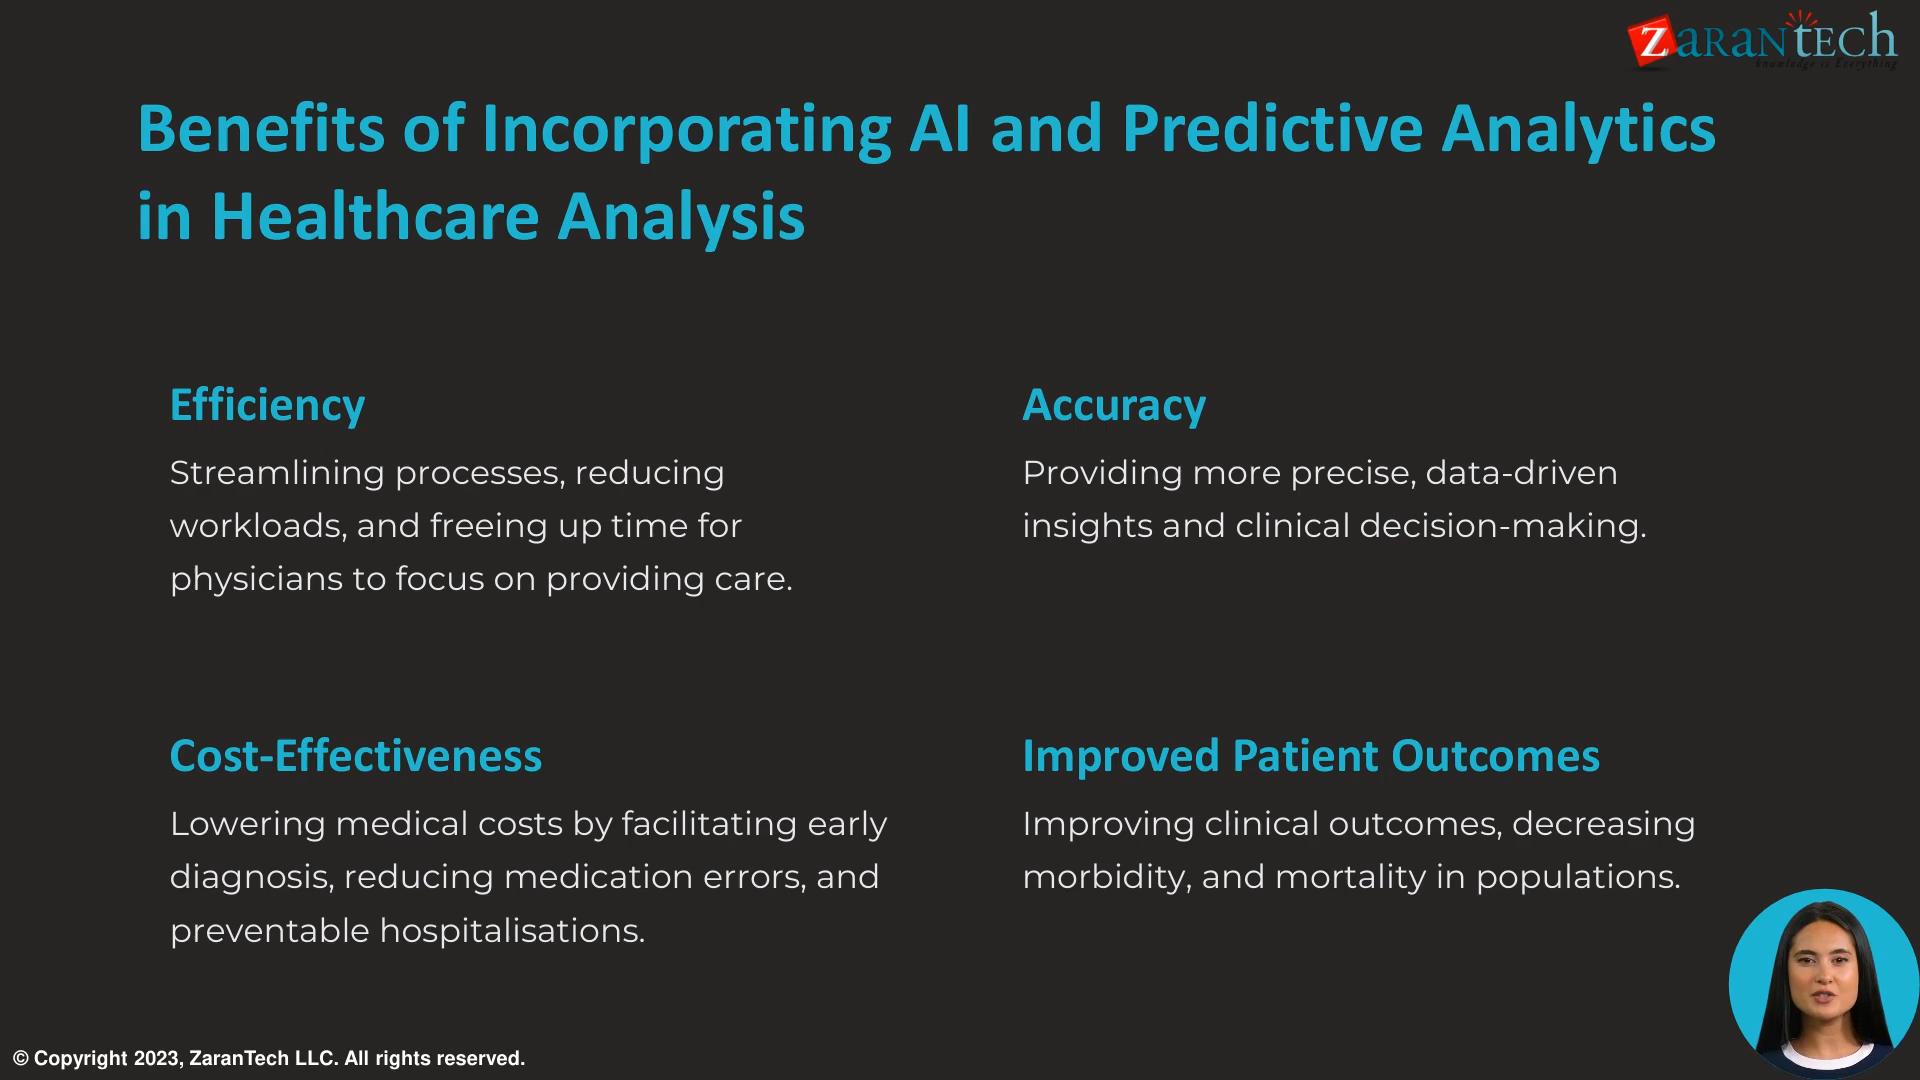 ZaranTech
knowledge is Everything
Benefits of Incorporating AI and Predictive Analytics
in Healthcare Analysis
Efficiency
Streamlining processes, reducing
workloads, and freeing up time for
physicians to focus on providing care.
Accuracy
Providing more precise, data-driven
insights and clinical decision-making.
Cost-Effectiveness
Lowering medical costs by facilitating early
diagnosis, reducing medication errors, and
preventable hospitalisations.
Improved Patient Outcomes
Improving clinical outcomes, decreasing
morbidity, and mortality in populations.
© Copyright 2023, ZaranTech LLC. All rights reserved.